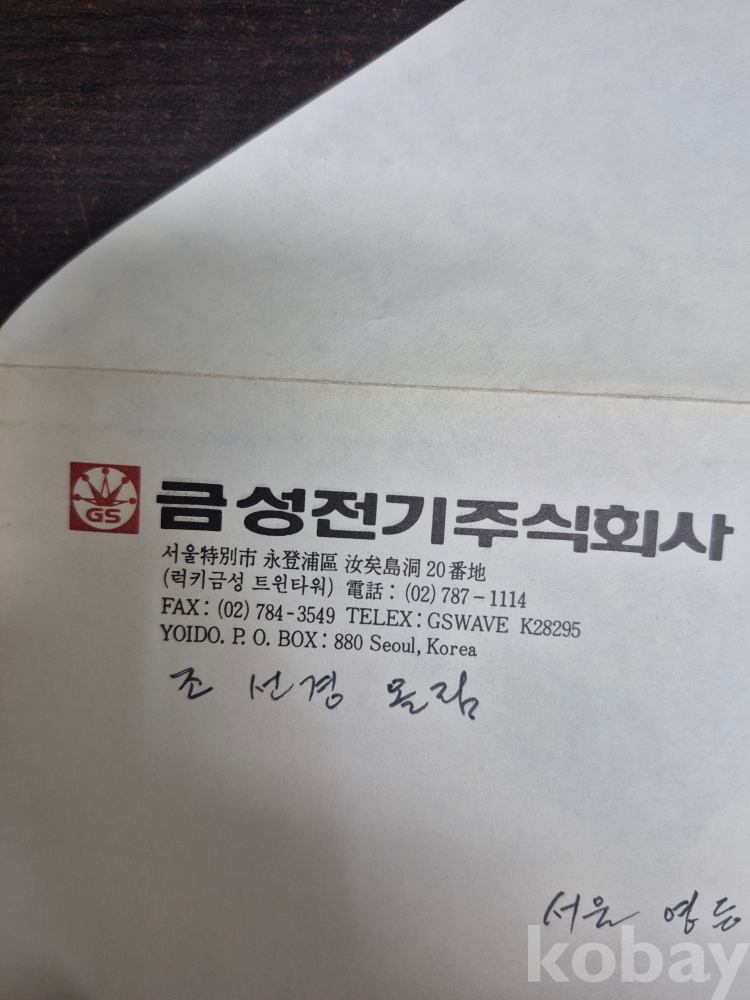 GS 금성전기주식회사
서울特別市 永登浦區 汝矣島洞 20番地
(럭키금성 트윈타워) 電話 : (02) 787-1114
FAX : (02) 784-3549 TELEX : GSWAVE K28295
YOIDO. P. O. BOX : 880 Seoul, Korea
조 선경 올림
서울 영등
kobay